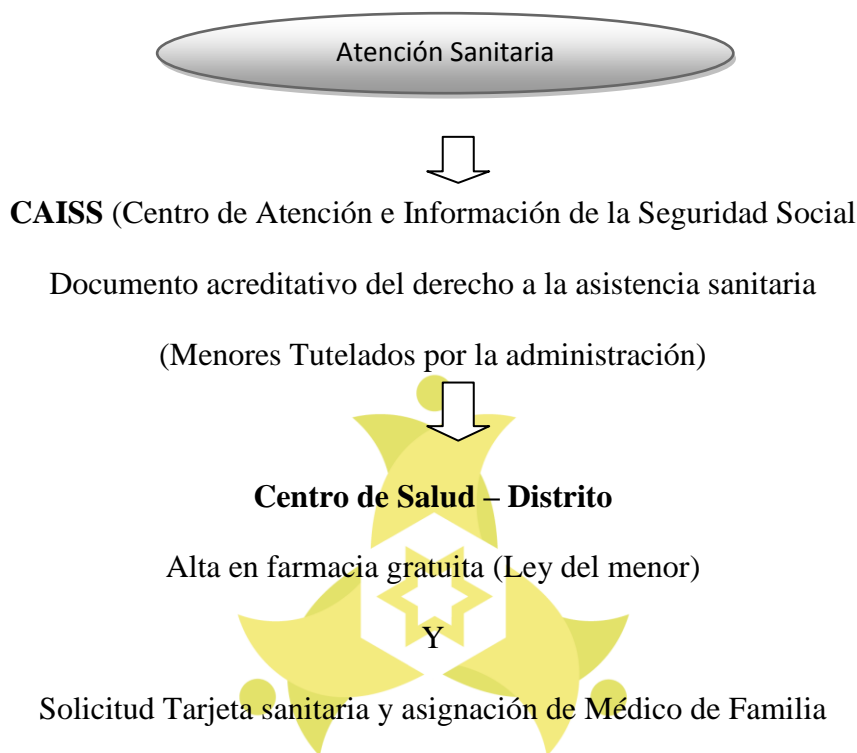 Atención Sanitaria
CAISS (Centro de Atención e Información de la Seguridad Social
Documento acreditativo del derecho a la asistencia sanitaria
(Menores Tutelados por la administración)
Centro de Salud – Distrito
Alta en farmacia gratuita (Ley del menor)
Y
Solicitud Tarjeta sanitaria y asignación de Médico de Familia